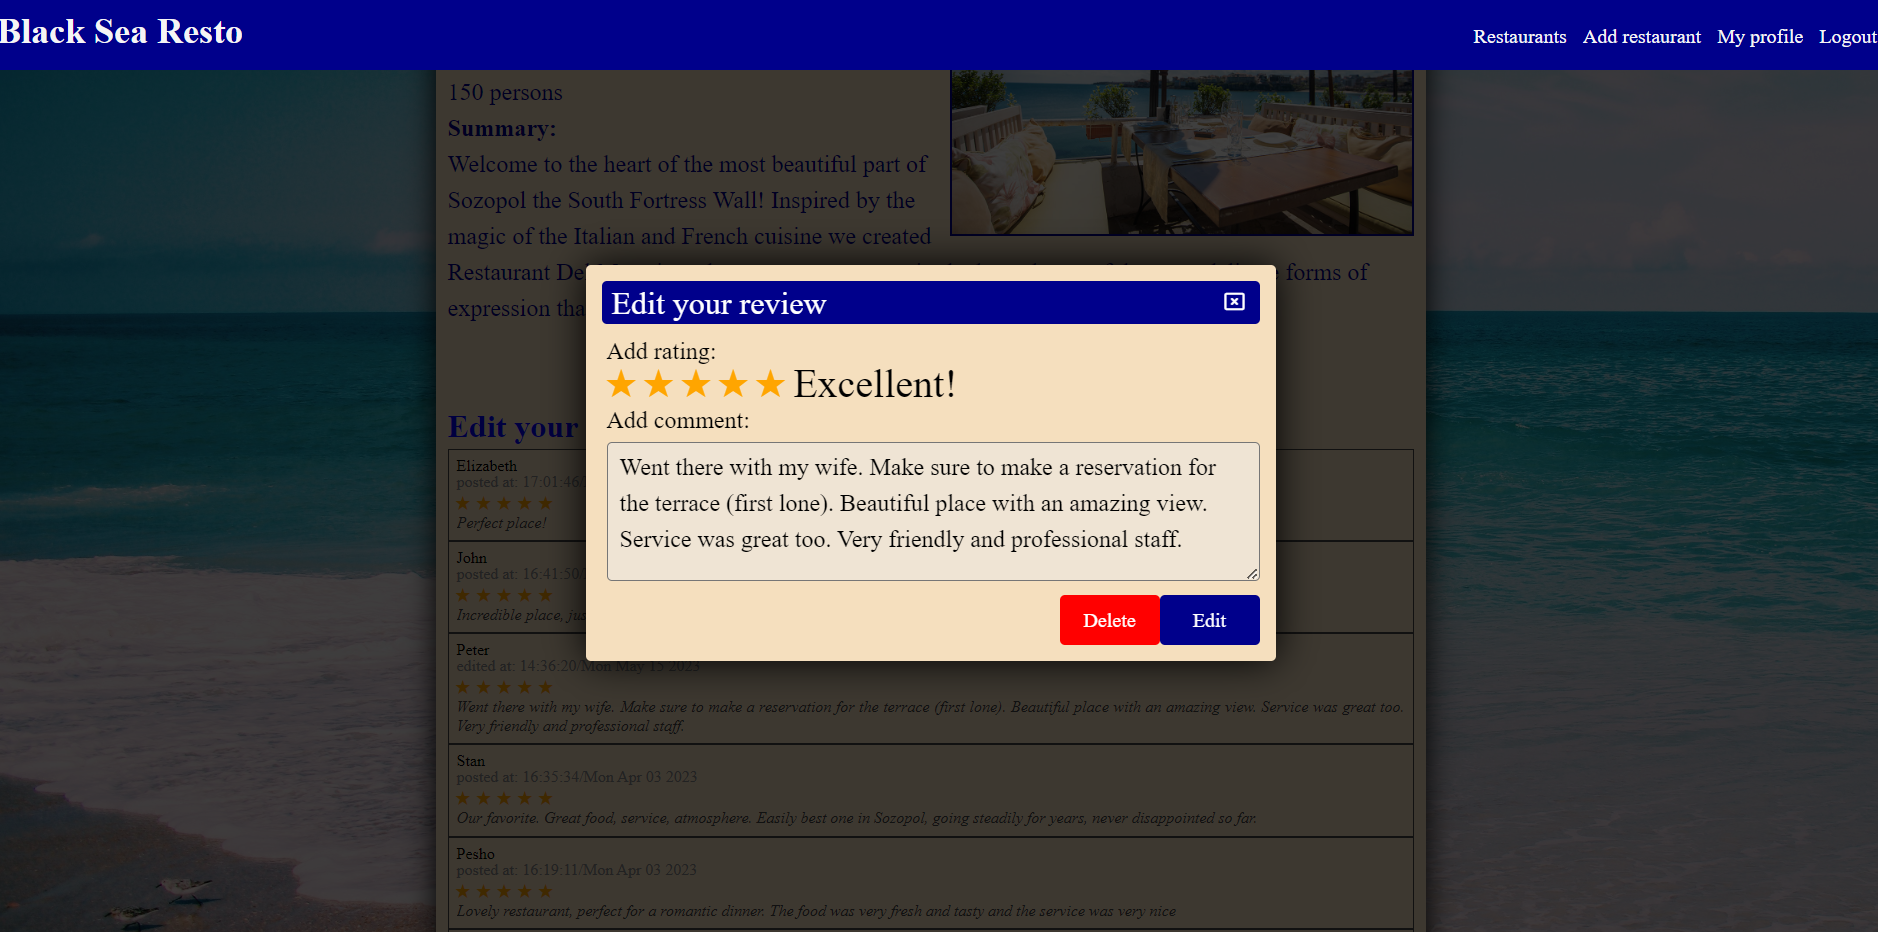 Black Sea Resto
Restaurants Add restaurant My profile Logout
150 persons
Summary:
Welcome to the heart of the most beautiful part of
Sozopol the South Fortress Wall! Inspired by the
magic of the Italian and French cuisine we created
Restaurant forms of
expression
Edit your review
Add rating:
★ ★ ★ ★ ★ Excellent!
Add comment:
Went there with my wife. Make sure to make a reservation for
the terrace (first lone). Beautiful place with an amazing view.
Service was great too. Very friendly and professional staff.
Delete Edit
Edit your
Elizabeth
posted at: 17:01:46
★ ★ ★ ★ ★
Perfect place!
John
posted at: 16:41:50
★ ★ ★ ★ ★
Incredible place,
Peter
edited at: 14:36:20/Mon May 15 2023
★ ★ ★ ★ ★
Went there with my wife. Make sure to make a reservation for the terrace (first lone). Beautiful place with an amazing view. Service was great too.
Very friendly and professional staff.
Stan
posted at: 16:35:34/Mon Apr 03 2023
★ ★ ★ ★ ★
Our favorite. Great food, service, atmosphere. Easily best one in Sozopol, going steadily for years, never disappointed so far.
Pesho
posted at: 16:19:11/Mon Apr 03 2023
★ ★ ★ ★ ★
Lovely restaurant, perfect for a romantic dinner. The food was very fresh and tasty and the service was very nice